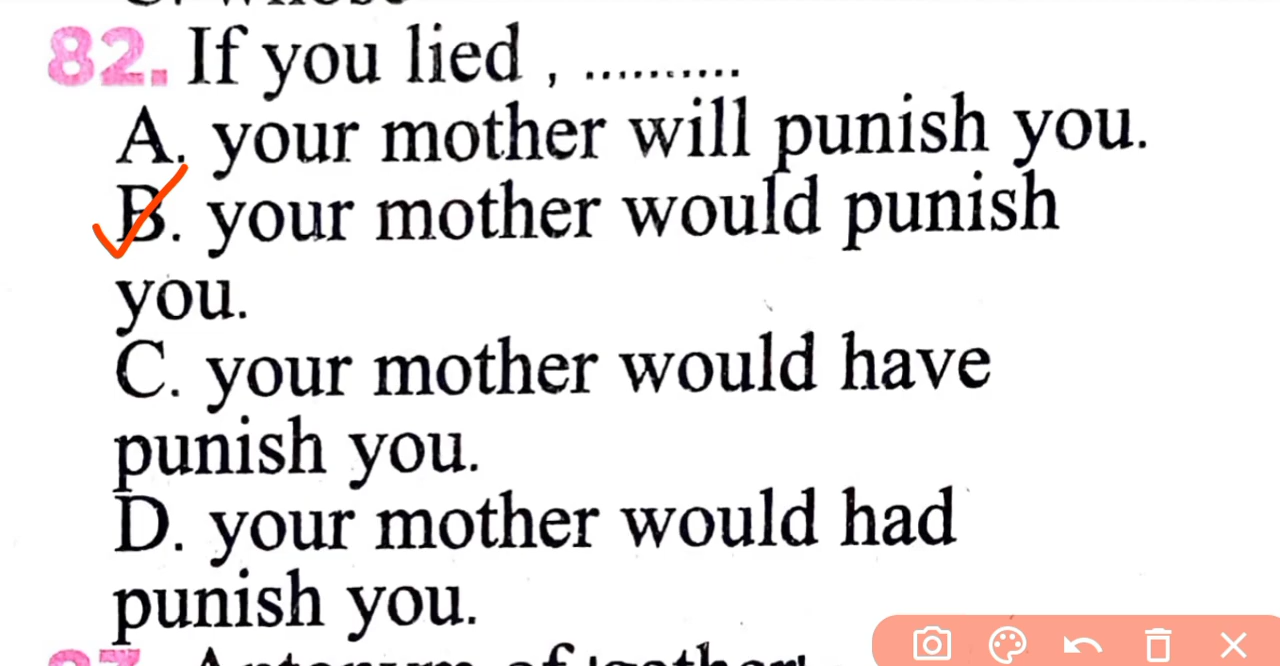 82. If you lied , ...........
A. your mother will punish you.
B. your mother would punish
you.
C. your mother would have
punish you.
D. your mother would had
punish you.